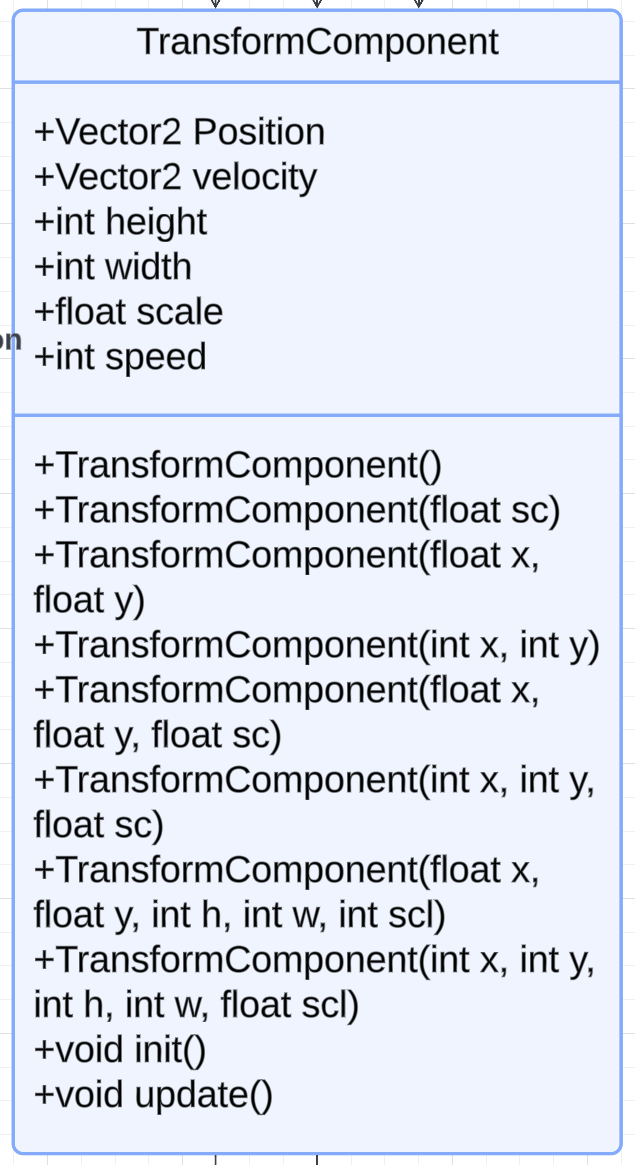 TransformComponent
+Vector2 Position
+Vector2 velocity
+int height
+int width
+float scale
on
+int speed
+TransformComponent()
+TransformComponent(float sc)
+TransformComponent(float x,
float y)
+TransformComponent(int x, int y)
+TransformComponent(float x,
float y, float sc)
+TransformComponent(int x, int y,
float sc)
+TransformComponent(float x,
float y, int h, int w, int scl)
+TransformComponent(int x, int y,
int h, int w, float scl)
+void init()
+void update()